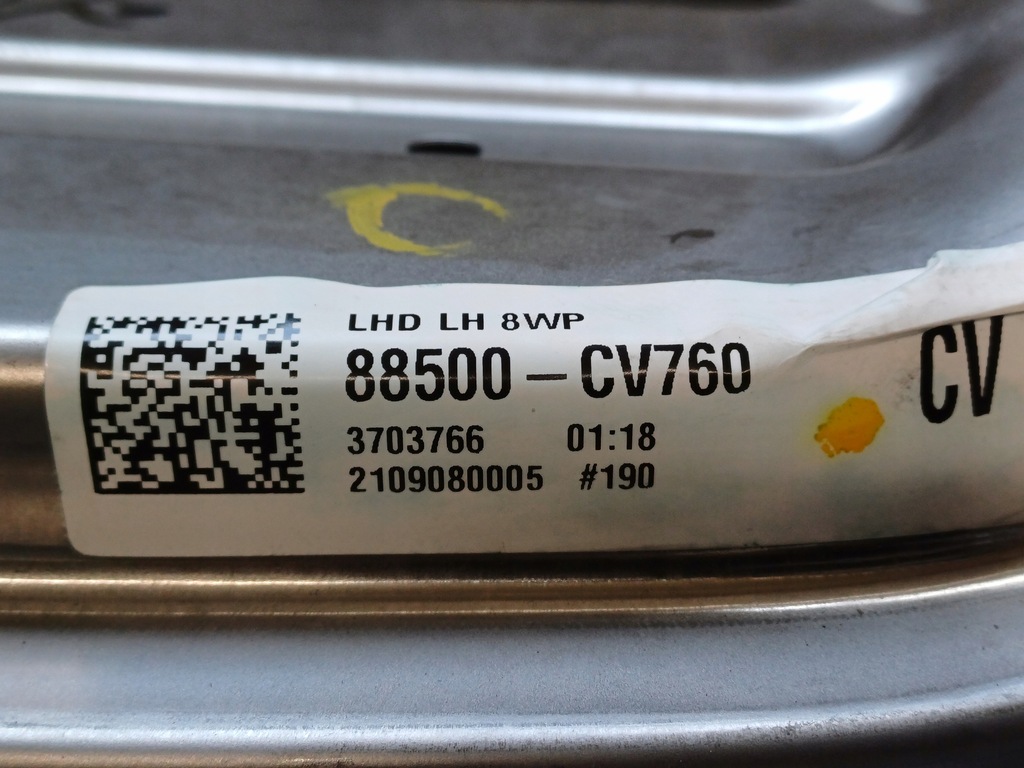 LHD LH 8WP
88500-CV760
3703766 01:18
2109080005 #190
CV